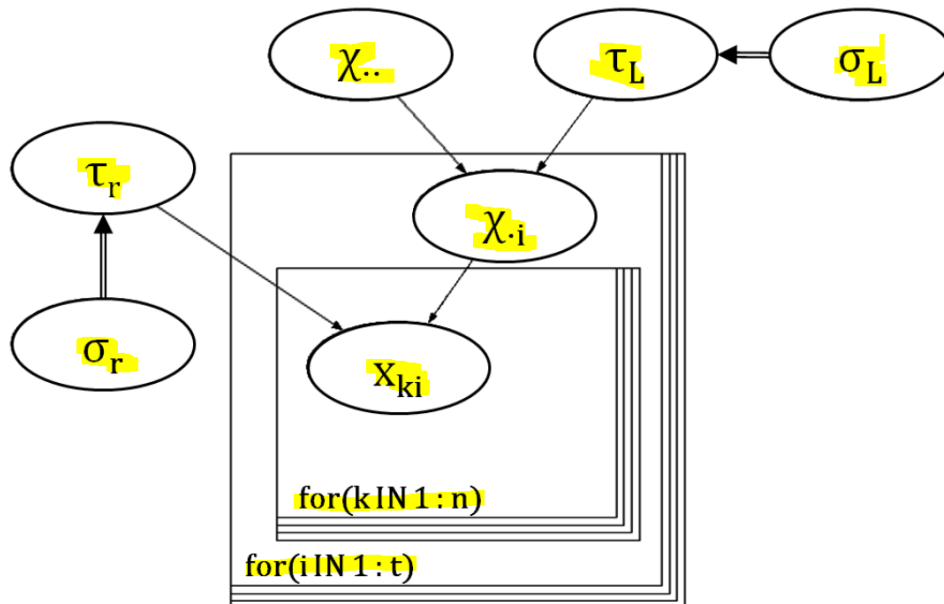 χ..
τL
σL
τr
χ.i
σr
xki
for(k IN 1 : n)
for(i IN 1 : t)